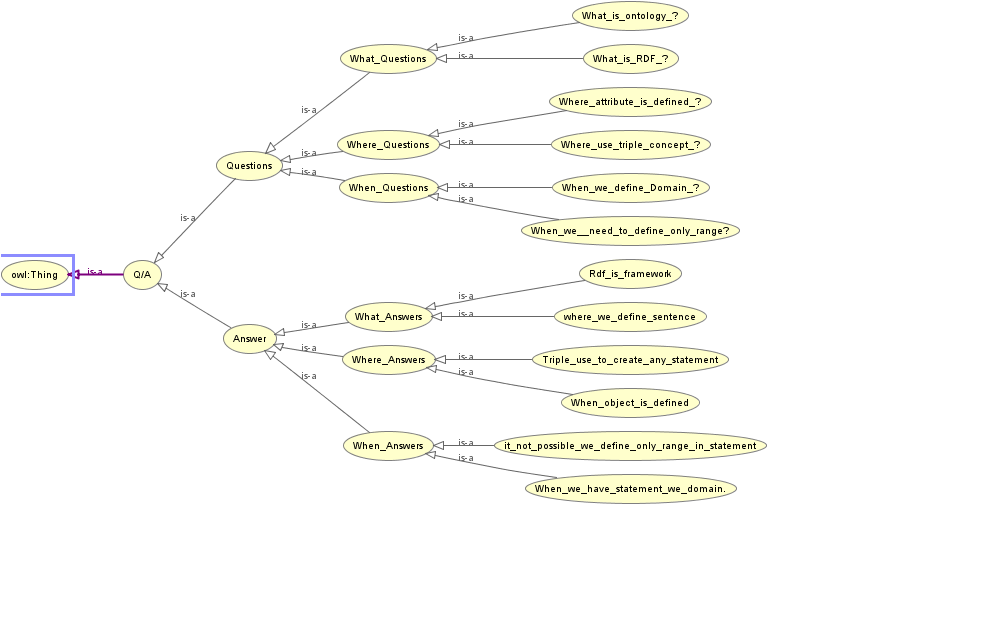 What_is_ontology_?
is-a
What_Questions
is-a
What_is_RDF_?
is-a
Where_attribute_is_defined_?
is-a
Where_Questions
is-a
Where_use_triple_concept_?
is-a
Questions
is-a
When_Questions
is-a
When_we_define_Domain_?
is-a
is-a
When_we__need_to_define_only_range?
owl:Thing
is-a
Q/A
Rdf_is_framework
is-a
is-a
What_Answers
is-a
where_we_define_sentence
is-a
Answer
is-a
Where_Answers
is-a
Triple_use_to_create_any_statement
is-a
is-a
When_object_is_defined
When_Answers
is-a
it_not_possible_we_define_only_range_in_statement
is-a
When_we_have_statement_we_domain.